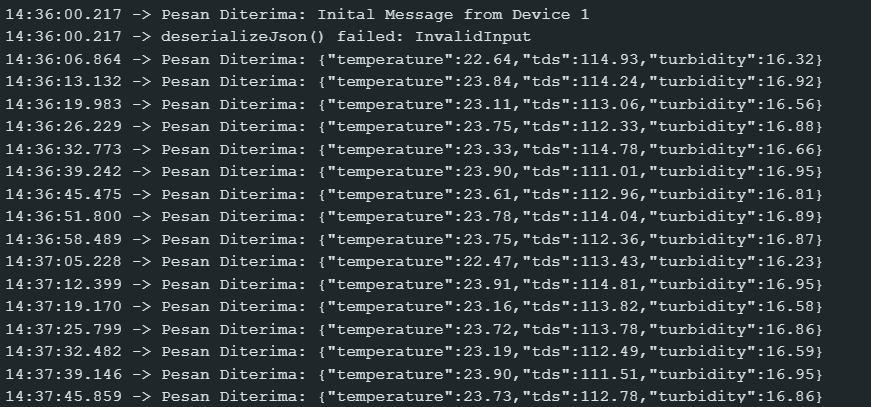 14:36:00.217 -> Pesan Diterima: Inital Message from Device 1
14:36:00.217 -> deserializeJson() failed: InvalidInput
14:36:06.864 -> Pesan Diterima: {"temperature":22.64,"tds":114.93,"turbidity":16.32}
14:36:13.132 -> Pesan Diterima: {"temperature":23.84,"tds":114.24,"turbidity":16.92}
14:36:19.983 -> Pesan Diterima: {"temperature":23.11,"tds":113.06,"turbidity":16.56}
14:36:26.229 -> Pesan Diterima: {"temperature":23.75,"tds":112.33,"turbidity":16.88}
14:36:32.773 -> Pesan Diterima: {"temperature":23.33,"tds":114.78,"turbidity":16.66}
14:36:39.242 -> Pesan Diterima: {"temperature":23.90,"tds":111.01,"turbidity":16.95}
14:36:45.475 -> Pesan Diterima: {"temperature":23.61,"tds":112.96,"turbidity":16.81}
14:36:51.800 -> Pesan Diterima: {"temperature":23.78,"tds":114.04,"turbidity":16.89}
14:36:58.489 -> Pesan Diterima: {"temperature":23.75,"tds":112.36,"turbidity":16.87}
14:37:05.228 -> Pesan Diterima: {"temperature":22.47,"tds":113.43,"turbidity":16.23}
14:37:12.399 -> Pesan Diterima: {"temperature":23.91,"tds":114.81,"turbidity":16.95}
14:37:19.170 -> Pesan Diterima: {"temperature":23.16,"tds":113.82,"turbidity":16.58}
14:37:25.799 -> Pesan Diterima: {"temperature":23.72,"tds":113.78,"turbidity":16.86}
14:37:32.482 -> Pesan Diterima: {"temperature":23.19,"tds":112.49,"turbidity":16.59}
14:37:39.146 -> Pesan Diterima: {"temperature":23.90,"tds":111.51,"turbidity":16.95}
14:37:45.859 -> Pesan Diterima: {"temperature":23.73,"tds":112.78,"turbidity":16.86}